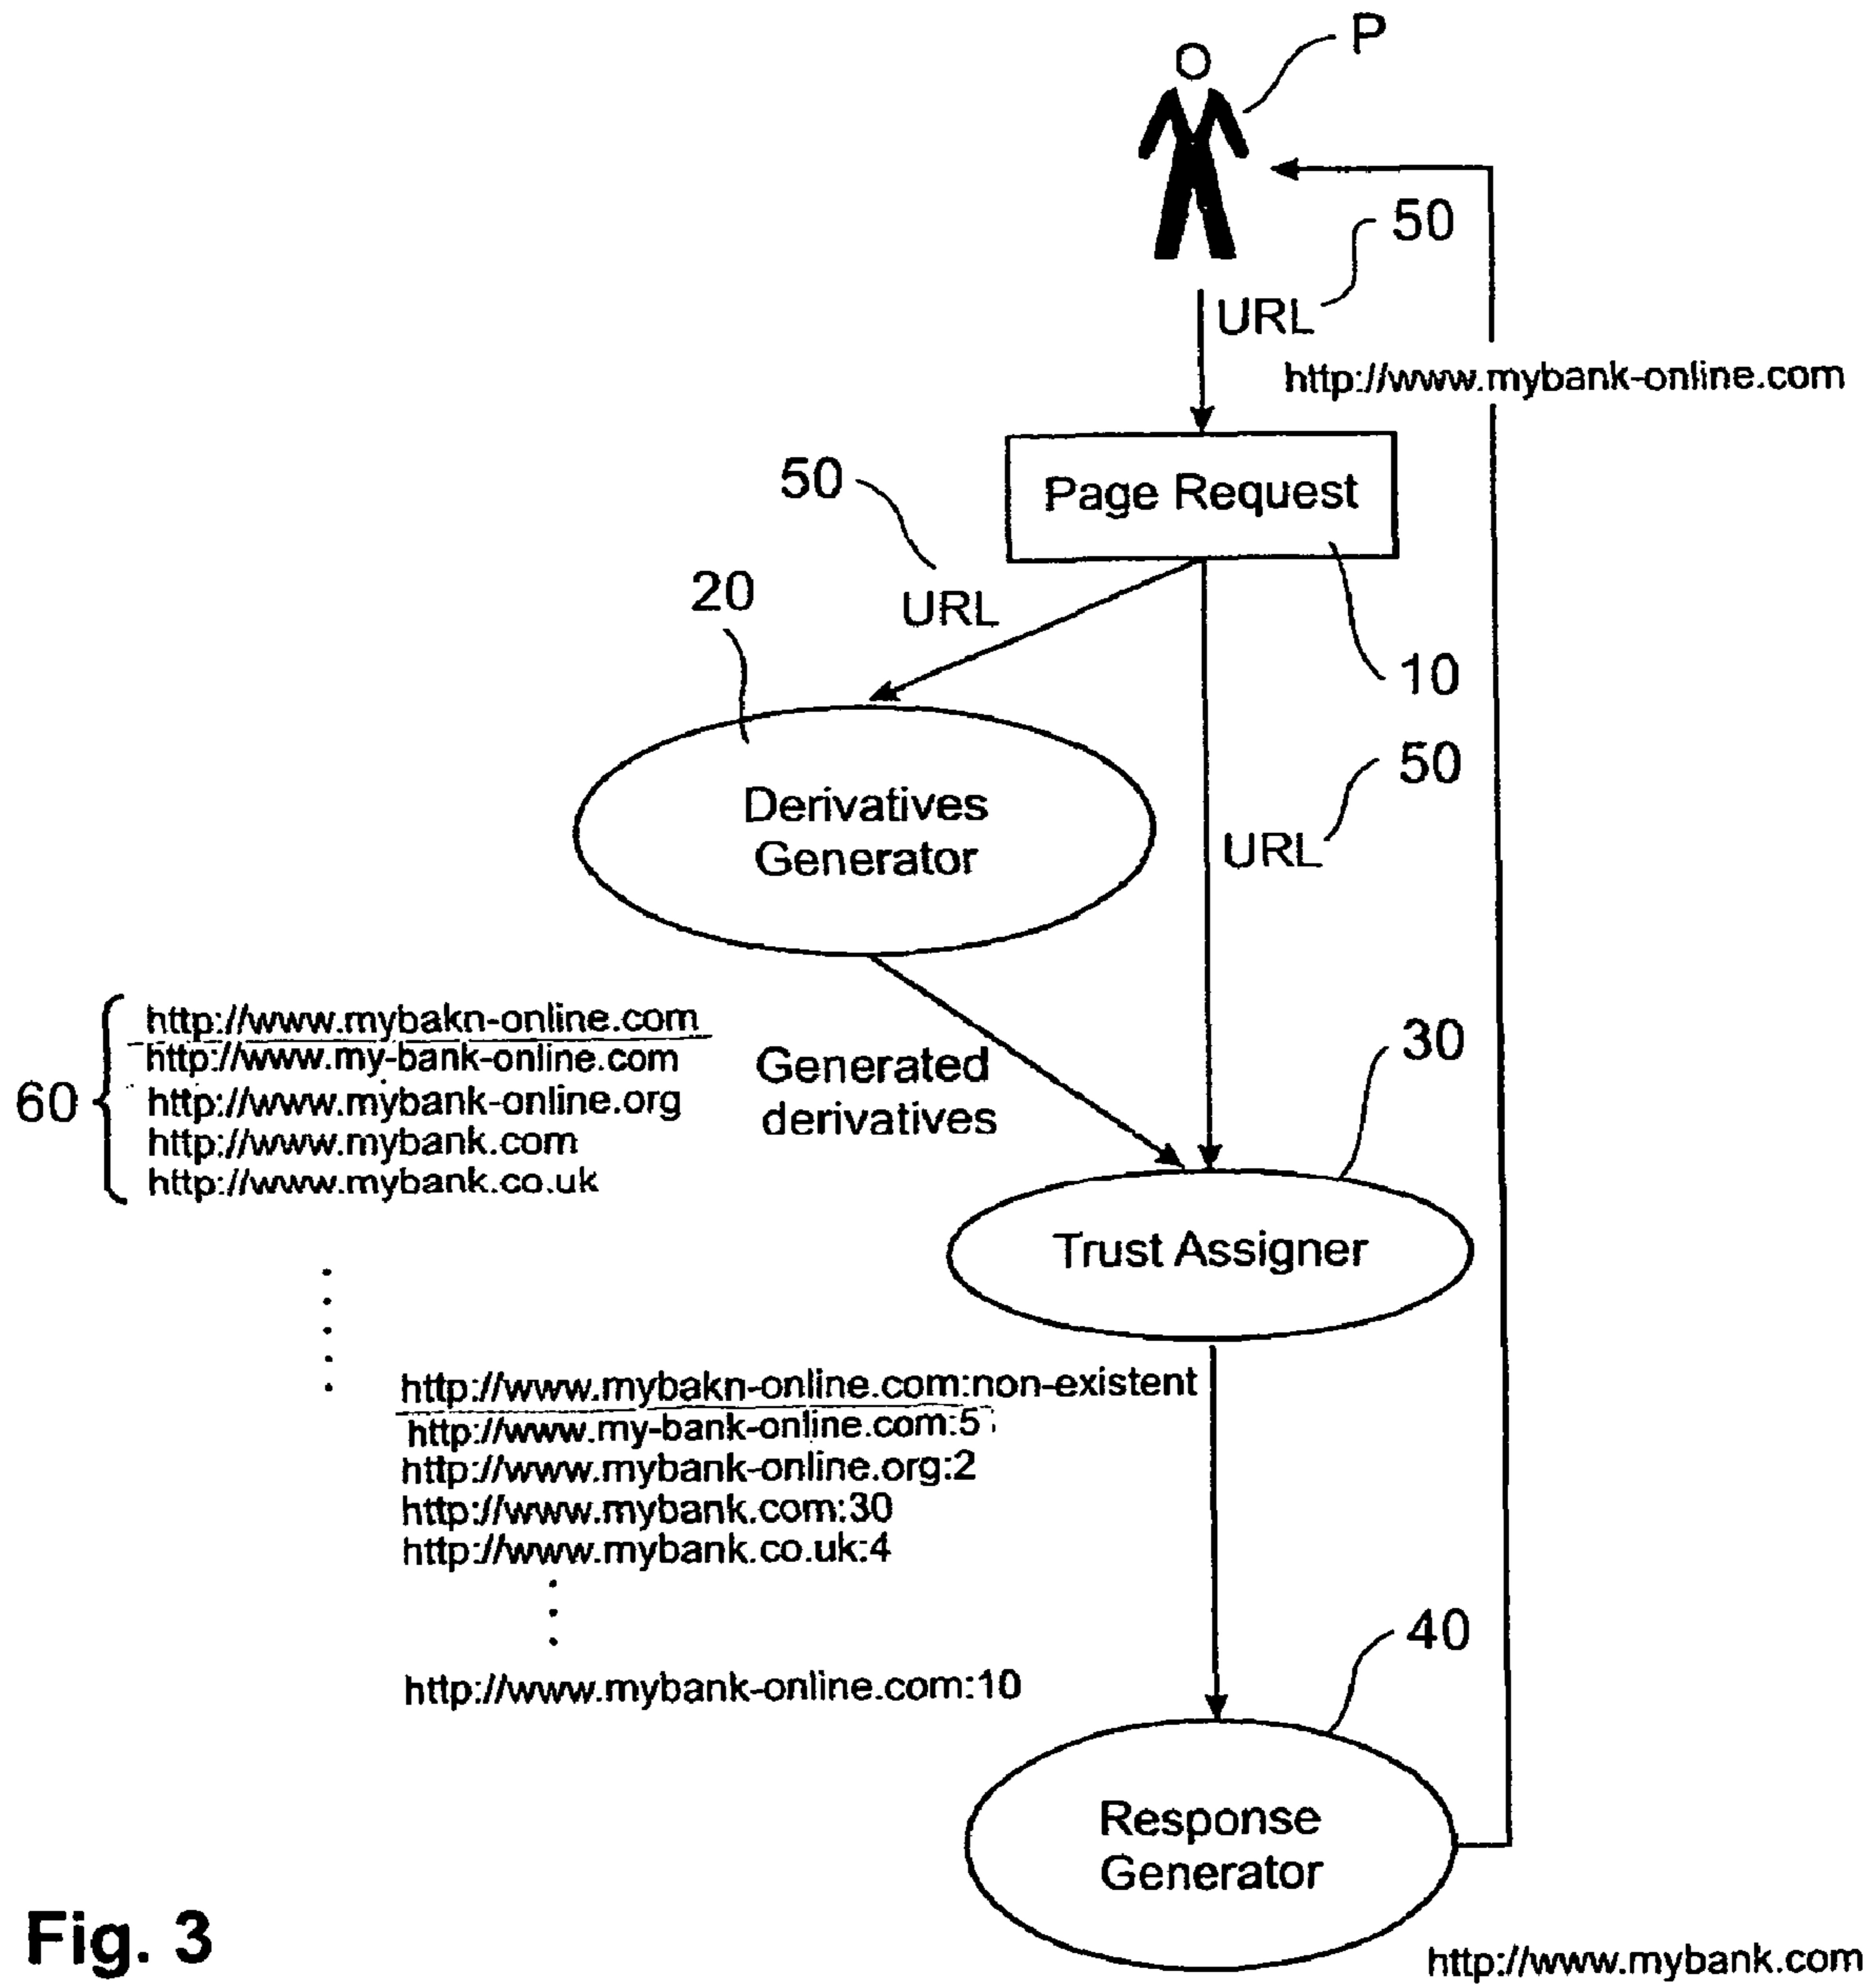 P
50
URL
http://www.mybank-online.com
Page Request
50
URL
20
10
50
Derivatives
Generator
URL
http://www.mybakn-online.com
http://www.my-bank-online.com
http://www.mybank-online.org
http://www.mybank.com
http://www.mybank.co.uk
60
Generated
derivatives
30
Trust Assigner
http://www.mybakn-online.com:non-existent
http://www.my-bank-online.com:5
http://www.mybank-online.org:2
http://www.mybank.com:30
http://www.mybank.co.uk:4
http://www.mybank-online.com:10
40
Response
Generator
Fig. 3
http://www.mybank.com